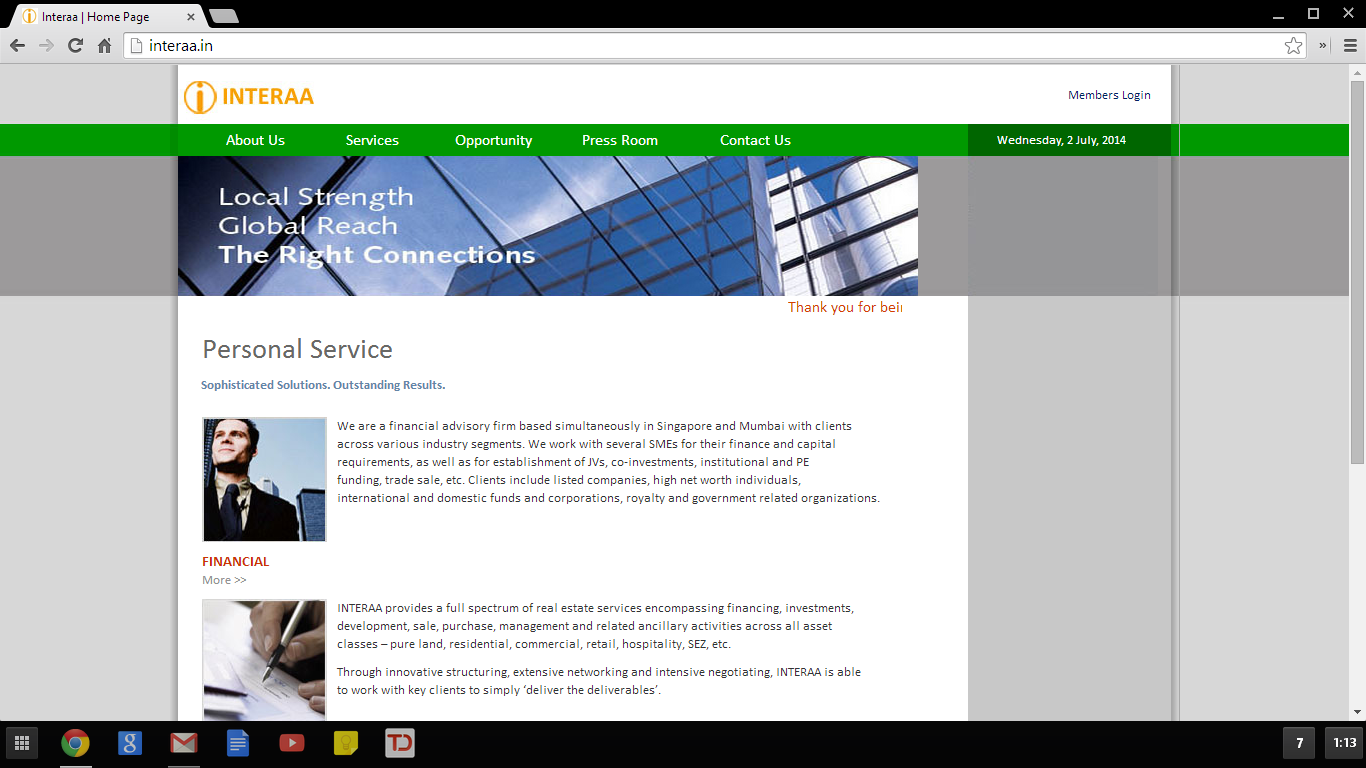 Interaa | Home Page
interaa.in
INTERAA
Members Login
About Us
Services
Opportunity
Press Room
Contact Us
Wednesday, 2 July, 2014
Local Strength
Global Reach
The Right Connections
Thank you for bein
Personal Service
Sophisticated Solutions. Outstanding Results.
We are a financial advisory firm based simultaneously in Singapore and Mumbai with clients
across various industry segments. We work with several SMEs for their finance and capital
requirements, as well as for establishment of JVs, co-investments, institutional and PE
funding, trade sale, etc. Clients include listed companies, high net worth individuals,
international and domestic funds and corporations, royalty and government related organizations.
FINANCIAL
More >>
INTERAA provides a full spectrum of real estate services encompassing financing, investments,
development, sale, purchase, management and related ancillary activities across all asset
classes – pure land, residential, commercial, retail, hospitality, SEZ, etc.
Through innovative structuring, extensive networking and intensive negotiating, INTERAA is able
to work with key clients to simply ‘deliver the deliverables’.
7
1:13